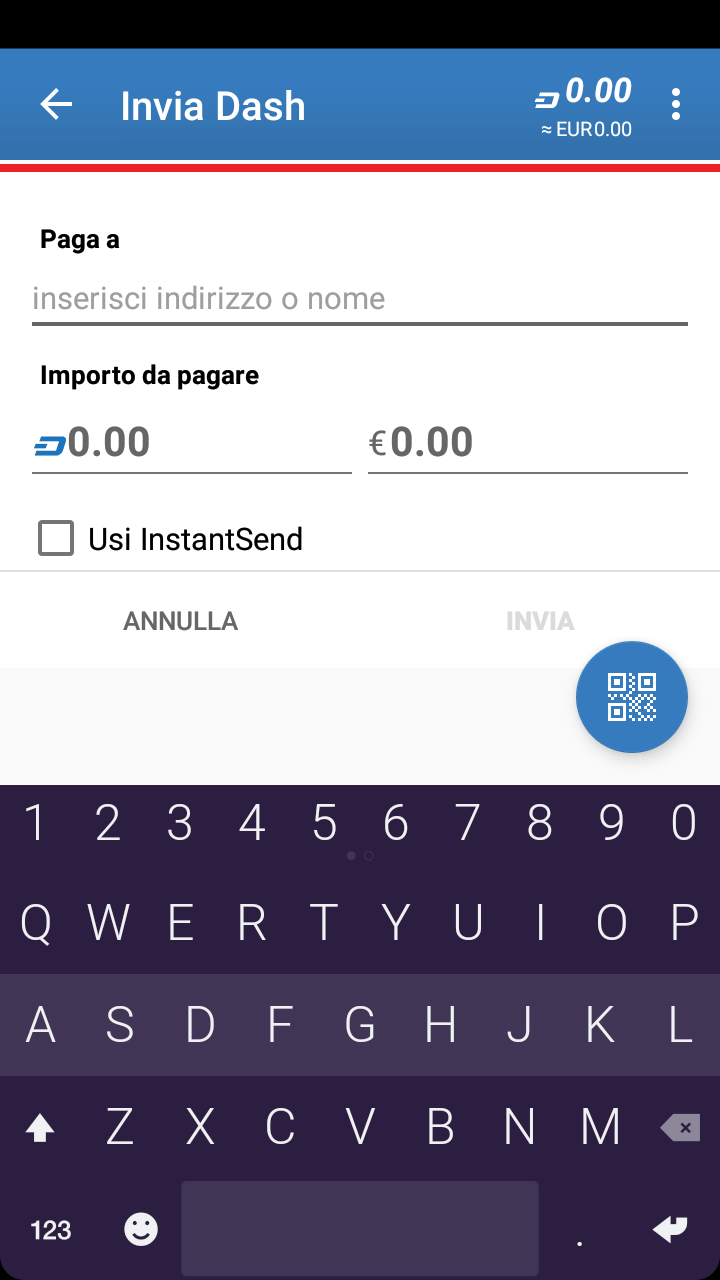 Invia Dash
0.00
≈ EUR0.00
Paga a
inserisci indirizzo o nome
Importo da pagare
0.00
€0.00
Usi InstantSend
ANNULLA
INVIA
1 2 3 4 5 6 7 8 9 0
Q W E R T Y U I O P
A S D F G H J K L
Z X C V B N M
123 .